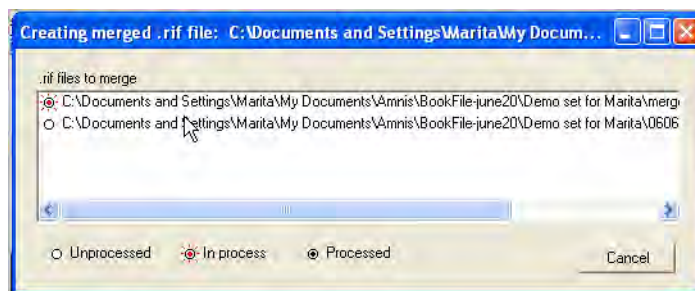 Creating merged .rif file: C:\Documents and Settings\Marita\My Docum...
.rif files to merge
C:\Documents and Settings\Marita\My Documents\Amnis\BookFile-june20\Demo set for Marita\merg
C:\Documents and Settings\Marita\My Documents\Amnis\BookFile-june20\Demo set for Marita\0606
Unprocessed In process Processed Cancel